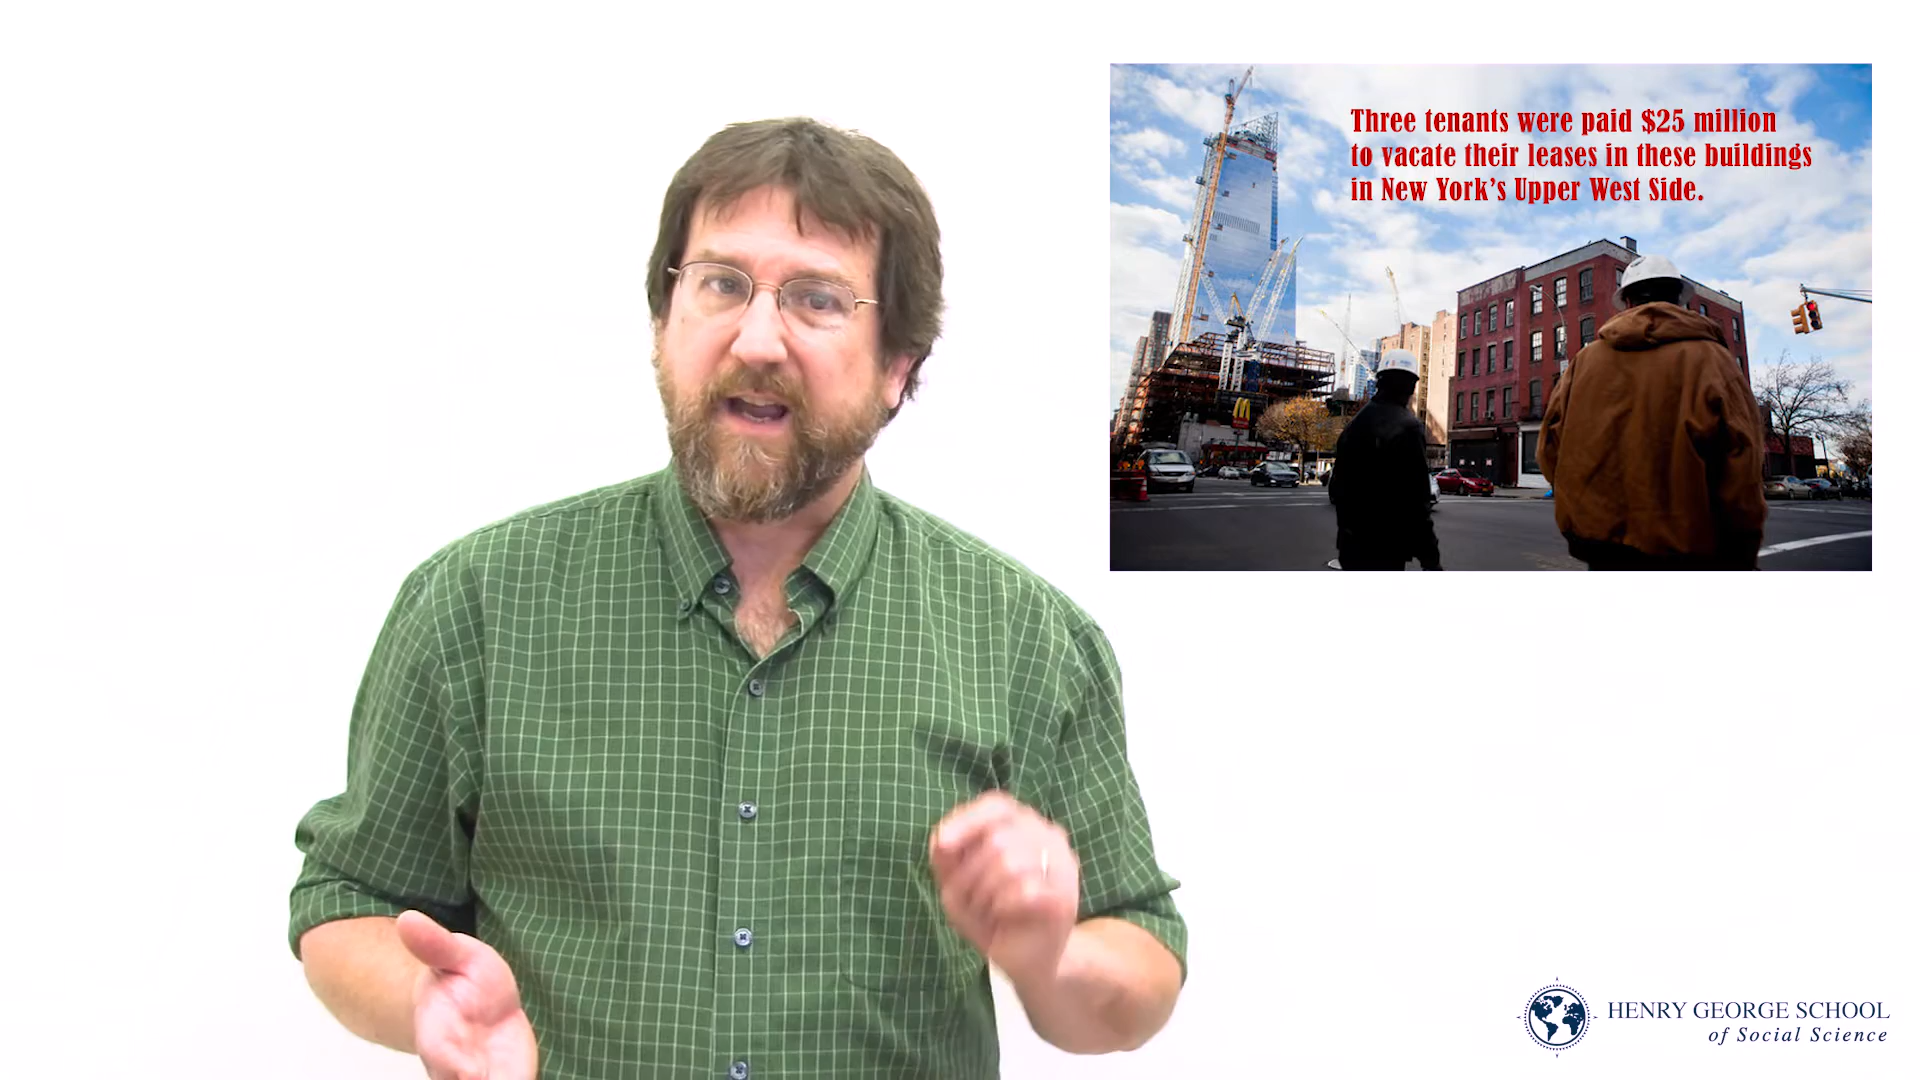 Three tenants were paid $25 million
to vacate their leases in these buildings
in New York's Upper West Side.
HENRY GEORGE SCHOOL
of Social Science